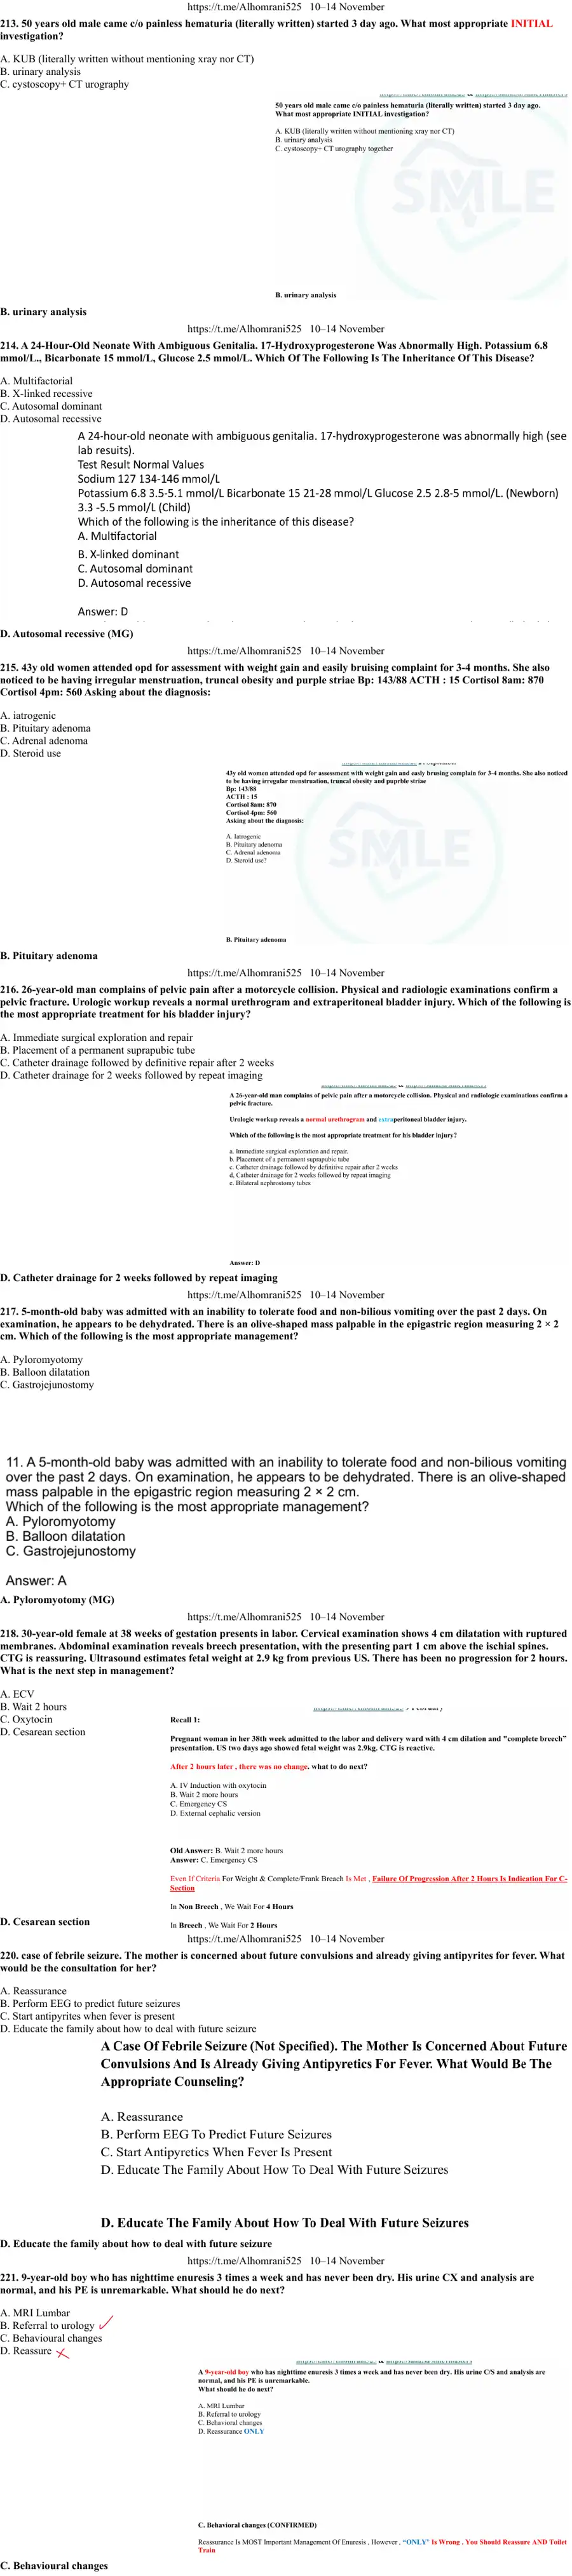 https://t.me/Alhomrani525 10–14 November
213. 50 years old male came c/o painless hematuria (literally written) started 3 day ago. What most appropriate INITIAL
investigation?
A. KUB (literally written without mentioning xray nor CT)
B. urinary analysis
C. cystoscopy+ CT urography
50 years old male came c/o painless hematuria (literally written) started 3 day ago.
What most appropriate INITIAL investigation?
A. KUB (literally written without mentioning xray nor CT)
B. urinary analysis
C. cystoscopy+ CT urography together
SMLE
B. urinary analysis
B. urinary analysis
https://t.me/Alhomrani525 10–14 November
214. A 24-Hour-Old Neonate With Ambiguous Genitalia. 17-Hydroxyprogesterone Was Abnormally High. Potassium 6.8
mmol/L., Bicarbonate 15 mmol/L, Glucose 2.5 mmol/L. Which Of The Following Is The Inheritance Of This Disease?
A. Multifactorial
B. X-linked recessive
C. Autosomal dominant
D. Autosomal recessive
A 24-hour-old neonate with ambiguous genitalia. 17-hydroxyprogesterone was abnormally high (see
lab resuits).
Test Result Normal Values
Sodium 127 134-146 mmol/L
Potassium 6.8 3.5-5.1 mmol/L Bicarbonate 15 21-28 mmol/L Glucose 2.5 2.8-5 mmol/L. (Newborn)
3.3 -5.5 mmol/L (Child)
Which of the following is the inheritance of this disease?
A. Multifactorial
B. X-linked dominant
C. Autosomal dominant
D. Autosomal recessive
Answer: D
D. Autosomal recessive (MG)
https://t.me/Alhomrani525 10–14 November
215. 43y old women attended opd for assessment with weight gain and easily bruising complaint for 3-4 months. She also
noticed to be having irregular menstruation, truncal obesity and purple striae Bp: 143/88 ACTH : 15 Cortisol 8am: 870
Cortisol 4pm: 560 Asking about the diagnosis:
A. iatrogenic
B. Pituitary adenoma
C. Adrenal adenoma
D. Steroid use
43y old women attended opd for assessment with weight gain and easly brusing complain for 3-4 months. She also noticed
to be having irregular menstruation, truncal obesity and puprble striae
Bp: 143/88
ACTH : 15
Cortisol 8am: 870
Cortisol 4pm: 560
Asking about the diagnosis:
A. Iatrogenic
B. Pituitary adenoma
C. Adrenal adenoma
D. Steroid use?
SMLE
B. Pituitary adenoma
B. Pituitary adenoma
https://t.me/Alhomrani525 10–14 November
216. 26-year-old man complains of pelvic pain after a motorcycle collision. Physical and radiologic examinations confirm a
pelvic fracture. Urologic workup reveals a normal urethrogram and extraperitoneal bladder injury. Which of the following is
the most appropriate treatment for his bladder injury?
A. Immediate surgical exploration and repair
B. Placement of a permanent suprapubic tube
C. Catheter drainage followed by definitive repair after 2 weeks
D. Catheter drainage for 2 weeks followed by repeat imaging
A 26-year-old man complains of pelvic pain after a motorcycle collision. Physical and radiologic examinations confirm a
pelvic fracture.
Urologic workup reveals a normal urethrogram and extraperitoneal bladder injury.
Which of the following is the most appropriate treatment for his bladder injury?
a. Immediate surgical exploration and repair.
b. Placement of a permanent suprapubic tube
c. Catheter drainage followed by definitive repair after 2 weeks
d, Catheter drainage for 2 weeks followed by repeat imaging
e. Bilateral nephrostomy tubes
Answer: D
D. Catheter drainage for 2 weeks followed by repeat imaging
https://t.me/Alhomrani525 10–14 November
217. 5-month-old baby was admitted with an inability to tolerate food and non-bilious vomiting over the past 2 days. On
examination, he appears to be dehydrated. There is an olive-shaped mass palpable in the epigastric region measuring 2 × 2
cm. Which of the following is the most appropriate management?
A. Pyloromyotomy
B. Balloon dilatation
C. Gastrojejunostomy
11. A 5-month-old baby was admitted with an inability to tolerate food and non-bilious vomiting
over the past 2 days. On examination, he appears to be dehydrated. There is an olive-shaped
mass palpable in the epigastric region measuring 2 × 2 cm.
Which of the following is the most appropriate management?
A. Pyloromyotomy
B. Balloon dilatation
C. Gastrojejunostomy
Answer: A
A. Pyloromyotomy (MG)
https://t.me/Alhomrani525 10–14 November
218. 30-year-old female at 38 weeks of gestation presents in labor. Cervical examination shows 4 cm dilatation with ruptured
membranes. Abdominal examination reveals breech presentation, with the presenting part 1 cm above the ischial spines.
CTG is reassuring. Ultrasound estimates fetal weight at 2.9 kg from previous US. There has been no progression for 2 hours.
What is the next step in management?
A. ECV
B. Wait 2 hours
C. Oxytocin
D. Cesarean section
Recall 1:
Pregnant woman in her 38th week admitted to the labor and delivery ward with 4 cm dilation and "complete breech"
presentation. US two days ago showed fetal weight was 2.9kg. CTG is reactive.
After 2 hours later , there was no change. what to do next?
A. IV Induction with oxytocin
B. Wait 2 more hours
C. Emergency CS
D. External cephalic version
Old Answer: B. Wait 2 more hours
Answer: C. Emergency CS
Even If Criteria For Weight & Complete/Frank Breach Is Met , Failure Of Progression After 2 Hours Is Indication For C-
Section
In Non Breech , We Wait For 4 Hours
In Breech , We Wait For 2 Hours
D. Cesarean section
https://t.me/Alhomrani525 10–14 November
220. case of febrile seizure. The mother is concerned about future convulsions and already giving antipyrites for fever. What
would be the consultation for her?
A. Reassurance
B. Perform EEG to predict future seizures
C. Start antipyrites when fever is present
D. Educate the family about how to deal with future seizure
A Case Of Febrile Seizure (Not Specified). The Mother Is Concerned About Future
Convulsions And Is Already Giving Antipyretics For Fever. What Would Be The
Appropriate Counseling?
A. Reassurance
B. Perform EEG To Predict Future Seizures
C. Start Antipyretics When Fever Is Present
D. Educate The Family About How To Deal With Future Seizures
D. Educate The Family About How To Deal With Future Seizures
D. Educate the family about how to deal with future seizure
https://t.me/Alhomrani525 10–14 November
221. 9-year-old boy who has nighttime enuresis 3 times a week and has never been dry. His urine CX and analysis are
normal, and his PE is unremarkable. What should he do next?
A. MRI Lumbar
B. Referral to urology
C. Behavioural changes
D. Reassure
A 9-year-old boy who has nighttime enuresis 3 times a week and has never been dry. His urine C/S and analysis are
normal, and his PE is unremarkable.
What should he do next?
A. MRI Lumbar
B. Referral to urology
C. Behavioral changes
D. Reassurance ONLY
C. Behavioral changes (CONFIRMED)
Reassurance Is MOST Important Management Of Enuresis , However , "ONLY" Is Wrong , You Should Reassure AND Toilet
Train
C. Behavioural changes